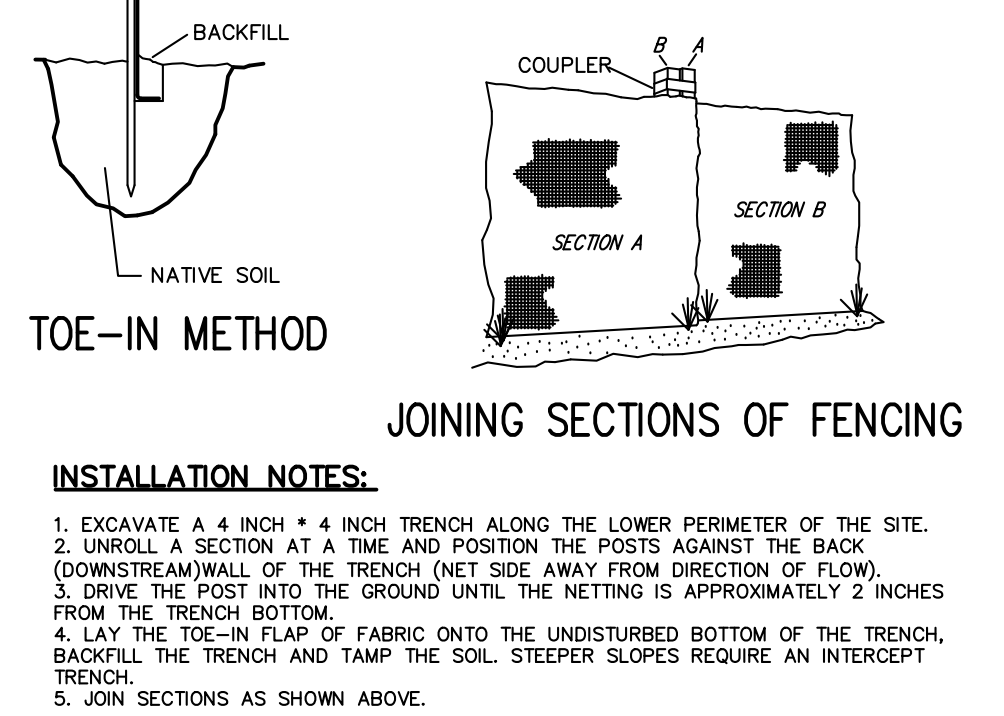 BACKFILL
NATIVE SOIL
TOE-IN METHOD
B A
COUPLER
SECTION A
SECTION B
JOINING SECTIONS OF FENCING
INSTALLATION NOTES:
1. EXCAVATE A 4 INCH * 4 INCH TRENCH ALONG THE LOWER PERIMETER OF THE SITE.
2. UNROLL A SECTION AT A TIME AND POSITION THE POSTS AGAINST THE BACK
(DOWNSTREAM)WALL OF THE TRENCH (NET SIDE AWAY FROM DIRECTION OF FLOW).
3. DRIVE THE POST INTO THE GROUND UNTIL THE NETTING IS APPROXIMATELY 2 INCHES
FROM THE TRENCH BOTTOM.
4. LAY THE TOE-IN FLAP OF FABRIC ONTO THE UNDISTURBED BOTTOM OF THE TRENCH,
BACKFILL THE TRENCH AND TAMP THE SOIL. STEEPER SLOPES REQUIRE AN INTERCEPT
TRENCH.
5. JOIN SECTIONS AS SHOWN ABOVE.